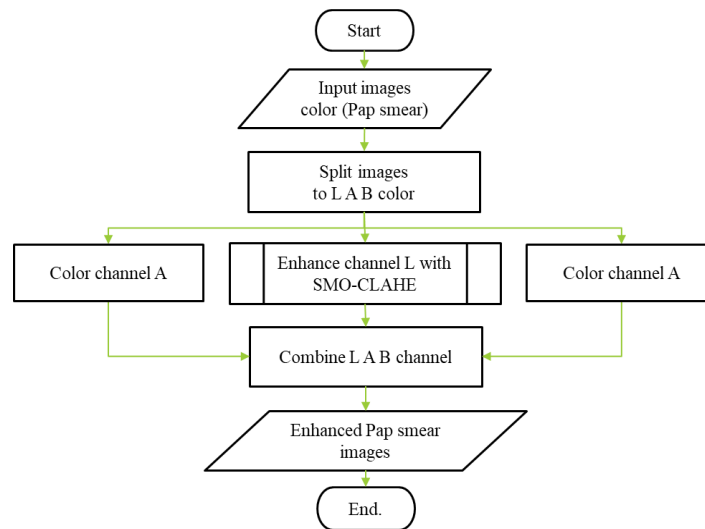 Start
Input images
color (Pap smear)
Split images
to L A B color
Color channel A
Enhance channel L with
SMO-CLAHE
Color channel A
Combine L A B channel
Enhanced Pap smear
images
End.